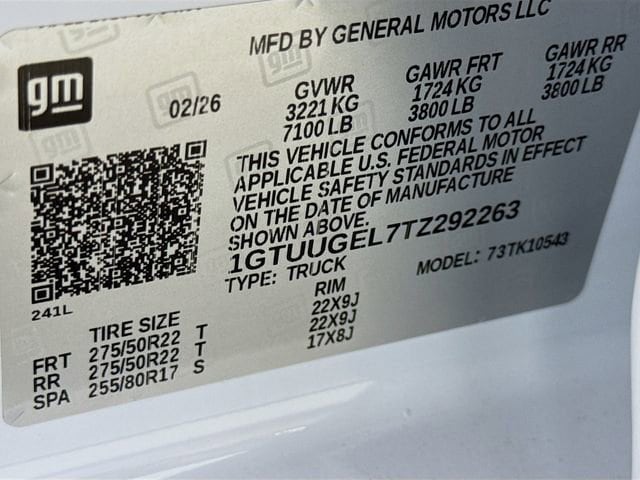 MFD BY GENERAL MOTORS LLC
gm
02/26
GVWR
3221 KG
7100 LB
GAWR FRT
1724 KG
3800 LB
GAWR RR
1724 KG
3800 LB
THIS VEHICLE CONFORMS TO ALL
APPLICABLE U.S. FEDERAL MOTOR
VEHICLE SAFETY STANDARDS IN EFFECT
ON THE DATE OF MANUFACTURE
SHOWN ABOVE.
1GTUUGEL7TZ292263
TYPE: TRUCK
MODEL: 73TK10543
241L
TIRE SIZE
RIM
FRT 275/50R22 T 22X9J
RR 275/50R22 T 22X9J
SPA 255/80R17 S 17X8J